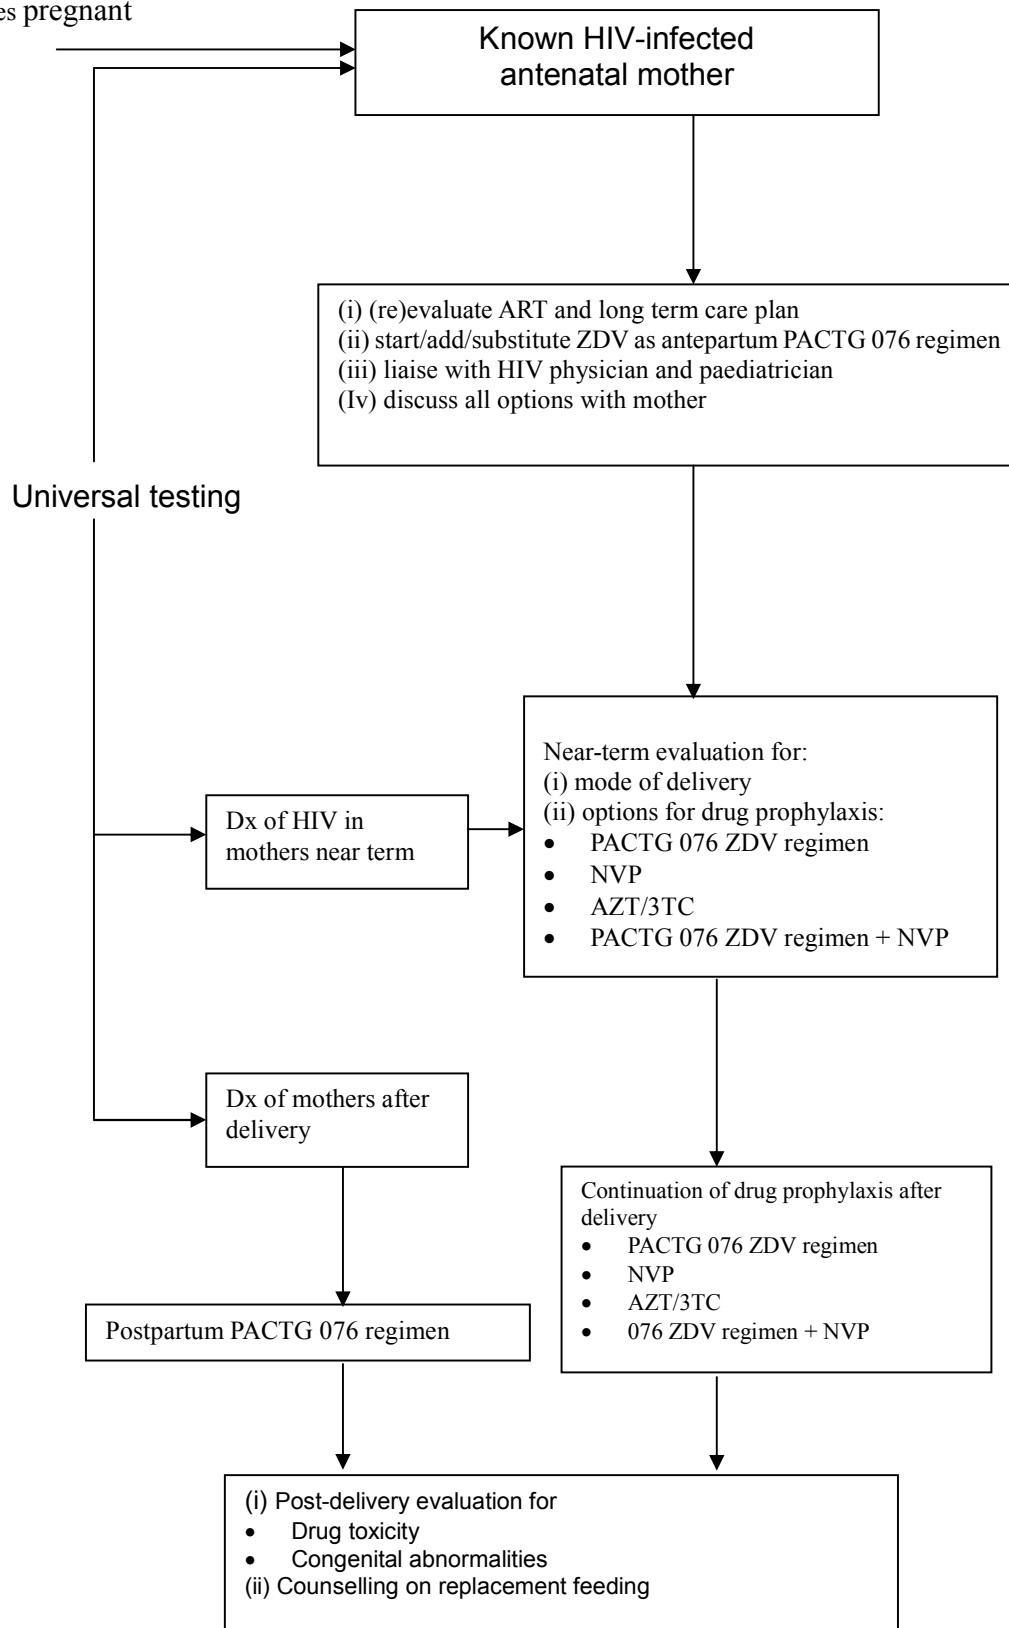 pregnant
Known HIV-infected
antenatal mother
(i) (re)evaluate ART and long term care plan
(ii) start/add/substitute ZDV as antepartum PACTG 076 regimen
(iii) liaise with HIV physician and paediatrician
(Iv) discuss all options with mother
Universal testing
Near-term evaluation for:
(i) mode of delivery
(ii) options for drug prophylaxis:
• PACTG 076 ZDV regimen
• NVP
• AZT/3TC
• PACTG 076 ZDV regimen + NVP
Dx of HIV in
mothers near term
Dx of mothers after
delivery
Continuation of drug prophylaxis after
delivery
• PACTG 076 ZDV regimen
• NVP
• AZT/3TC
• 076 ZDV regimen + NVP
Postpartum PACTG 076 regimen
(i) Post-delivery evaluation for
• Drug toxicity
• Congenital abnormalities
(ii) Counselling on replacement feeding